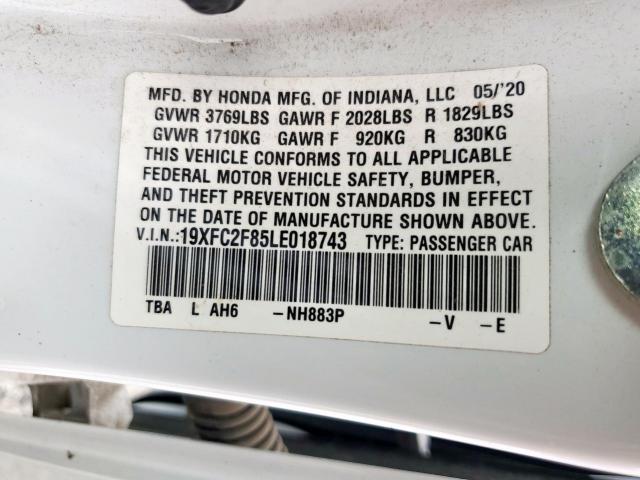 MFD. BY HONDA MFG. OF INDIANA, LLC 05/'20
GVWR 3769LBS GAWR F 2028LBS R 1829LBS
GVWR 1710KG GAWR F 920KG R 830KG
THIS VEHICLE CONFORMS TO ALL APPLICABLE
FEDERAL MOTOR VEHICLE SAFETY, BUMPER,
AND THEFT PREVENTION STANDARDS IN EFFECT
ON THE DATE OF MANUFACTURE SHOWN ABOVE.
V.I.N.:19XFC2F85LE018743 TYPE: PASSENGER CAR
TBA L AH6 -NH883P -V -E